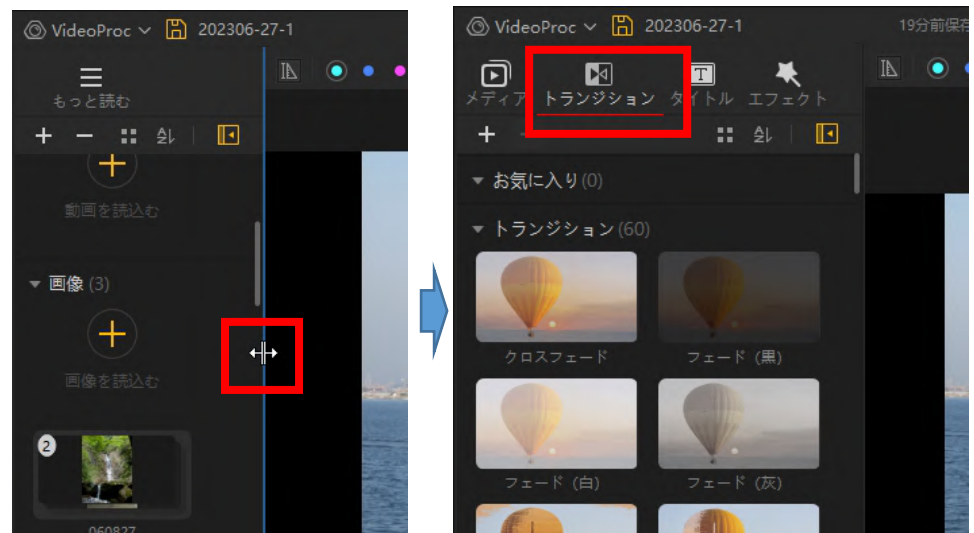 VideoProc
202306-27-1
もっと読む
動画を読込む
画像 (3)
画像を読込む
2
060827
VideoProc
202306-27-1
19分前保存
メディア
トランジション
タイトル
エフェクト
お気に入り(0)
トランジション(60)
クロスフェード
フェード (黒)
フェード (白)
フェード (灰)